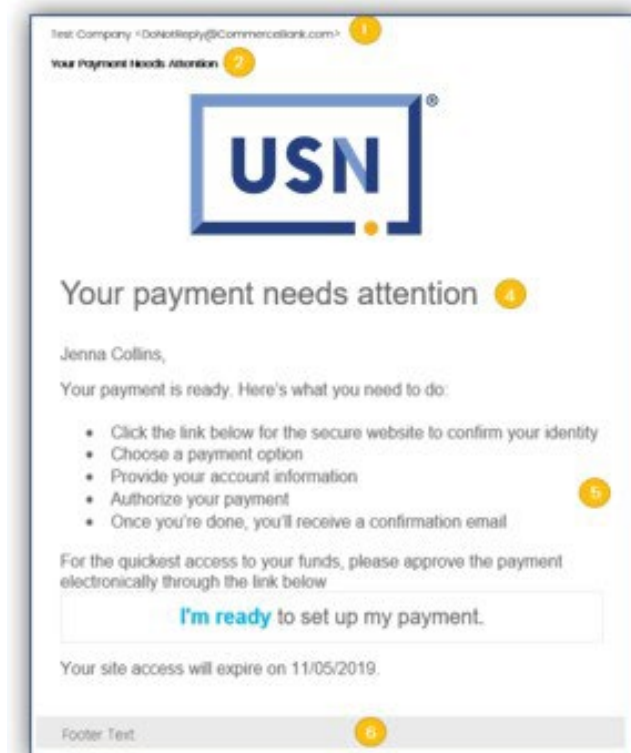 Test Company <DoNotReply@CommerceBank.com> 1
Your Payment Needs Attention 2
USN®
Your payment needs attention 4
Jenna Collins,
Your payment is ready. Here's what you need to do:
• Click the link below for the secure website to confirm your identity
• Choose a payment option
• Provide your account information
• Authorize your payment
• Once you're done, you'll receive a confirmation email
5
For the quickest access to your funds, please approve the payment
electronically through the link below
I'm ready to set up my payment.
Your site access will expire on 11/05/2019.
Footer Text 6